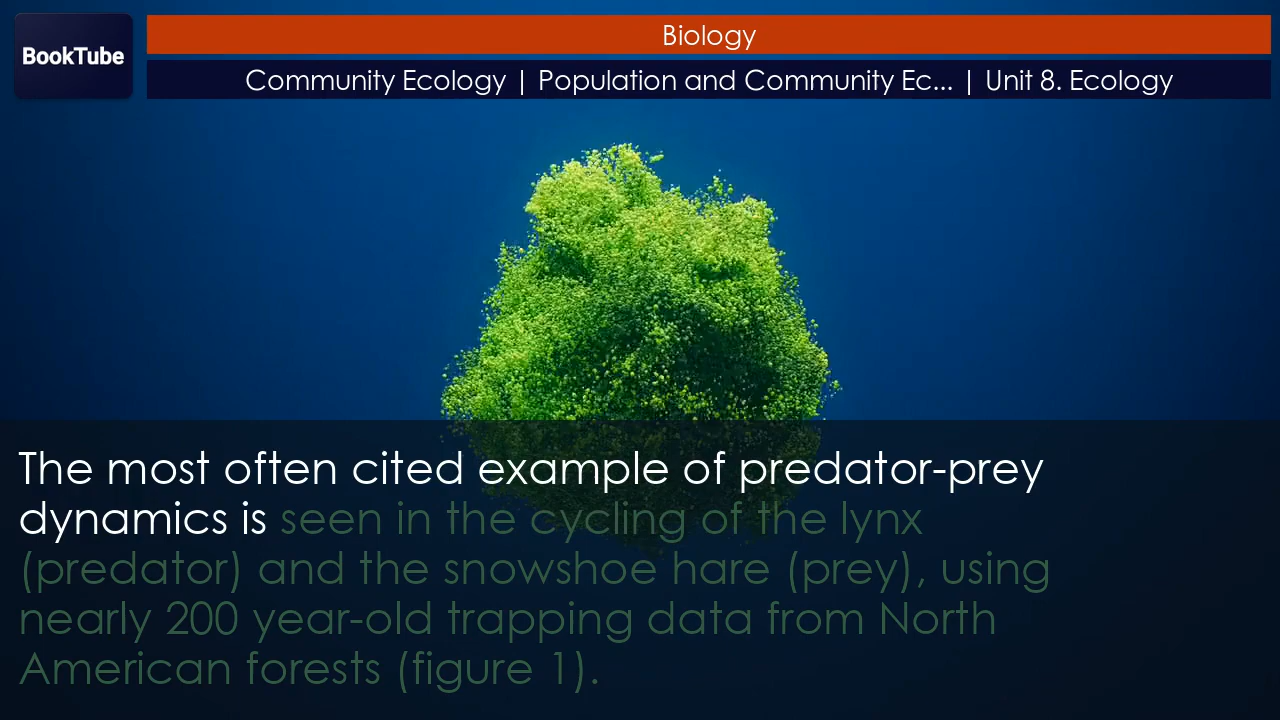 BookTube
Biology
Community Ecology | Population and Community Ec... | Unit 8. Ecology
The most often cited example of predator-prey
dynamics is seen in the cycling of the lynx
(predator) and the snowshoe hare (prey), using
nearly 200 year-old trapping data from North
American forests (figure 1).